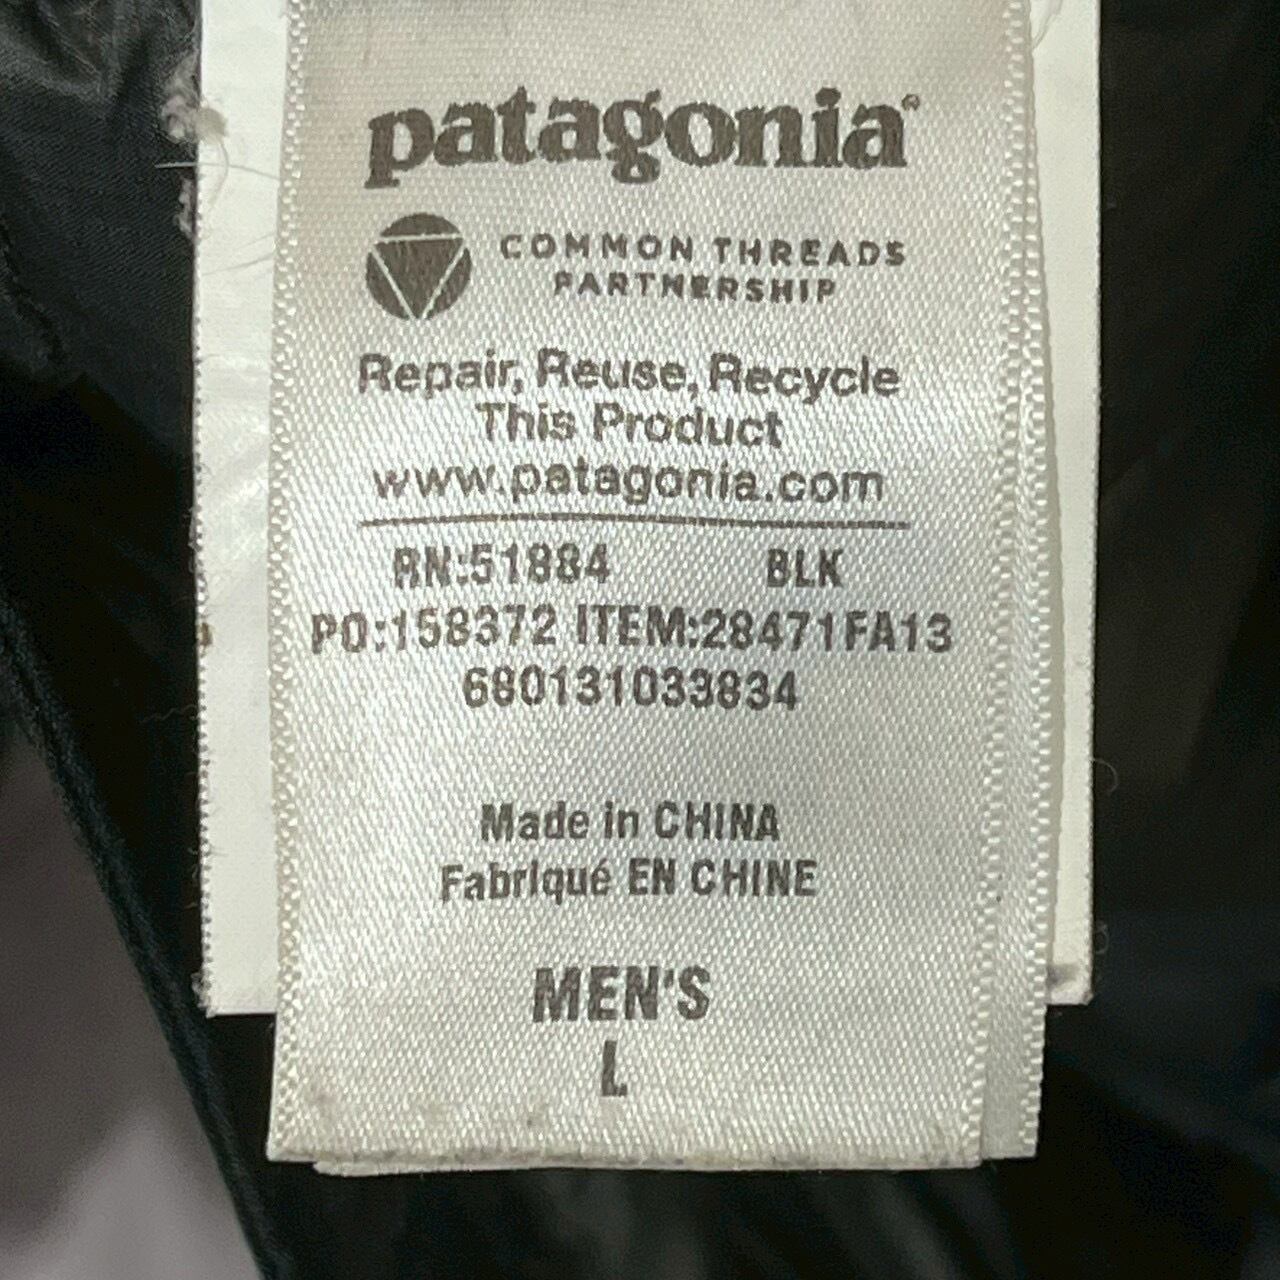 patagonia®
COMMON THREADS
PARTNERSHIP
Repair, Reuse, Recycle
This Product
www.patagonia.com
RN:51884 BLK
PO:158372 ITEM:28471FA13
680131033834
Made in CHINA
Fabriqué EN CHINE
MEN'S
L